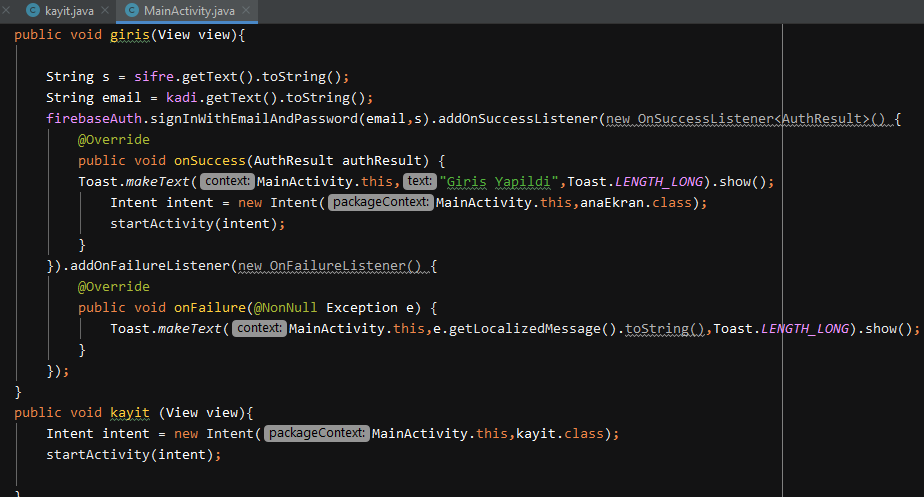 kayit.java MainActivity.java
public void giris(View view){
String s = sifre.getText().toString();
String email = kadi.getText().toString();
firebaseAuth.signInWithEmailAndPassword(email,s).addOnSuccessListener(new OnSuccessListener<AuthResult>() {
@Override
public void onSuccess(AuthResult authResult) {
Toast.makeText( context: MainActivity.this, text: "Giris Yapildi",Toast.LENGTH_LONG).show();
Intent intent = new Intent( packageContext: MainActivity.this,anaEkran.class);
startActivity(intent);
}
}).addOnFailureListener(new OnFailureListener() {
@Override
public void onFailure(@NonNull Exception e) {
Toast.makeText( context: MainActivity.this,e.getLocalizedMessage().toString(),Toast.LENGTH_LONG).show();
}
});
}
public void kayit (View view){
Intent intent = new Intent( packageContext: MainActivity.this,kayit.class);
startActivity(intent);
}